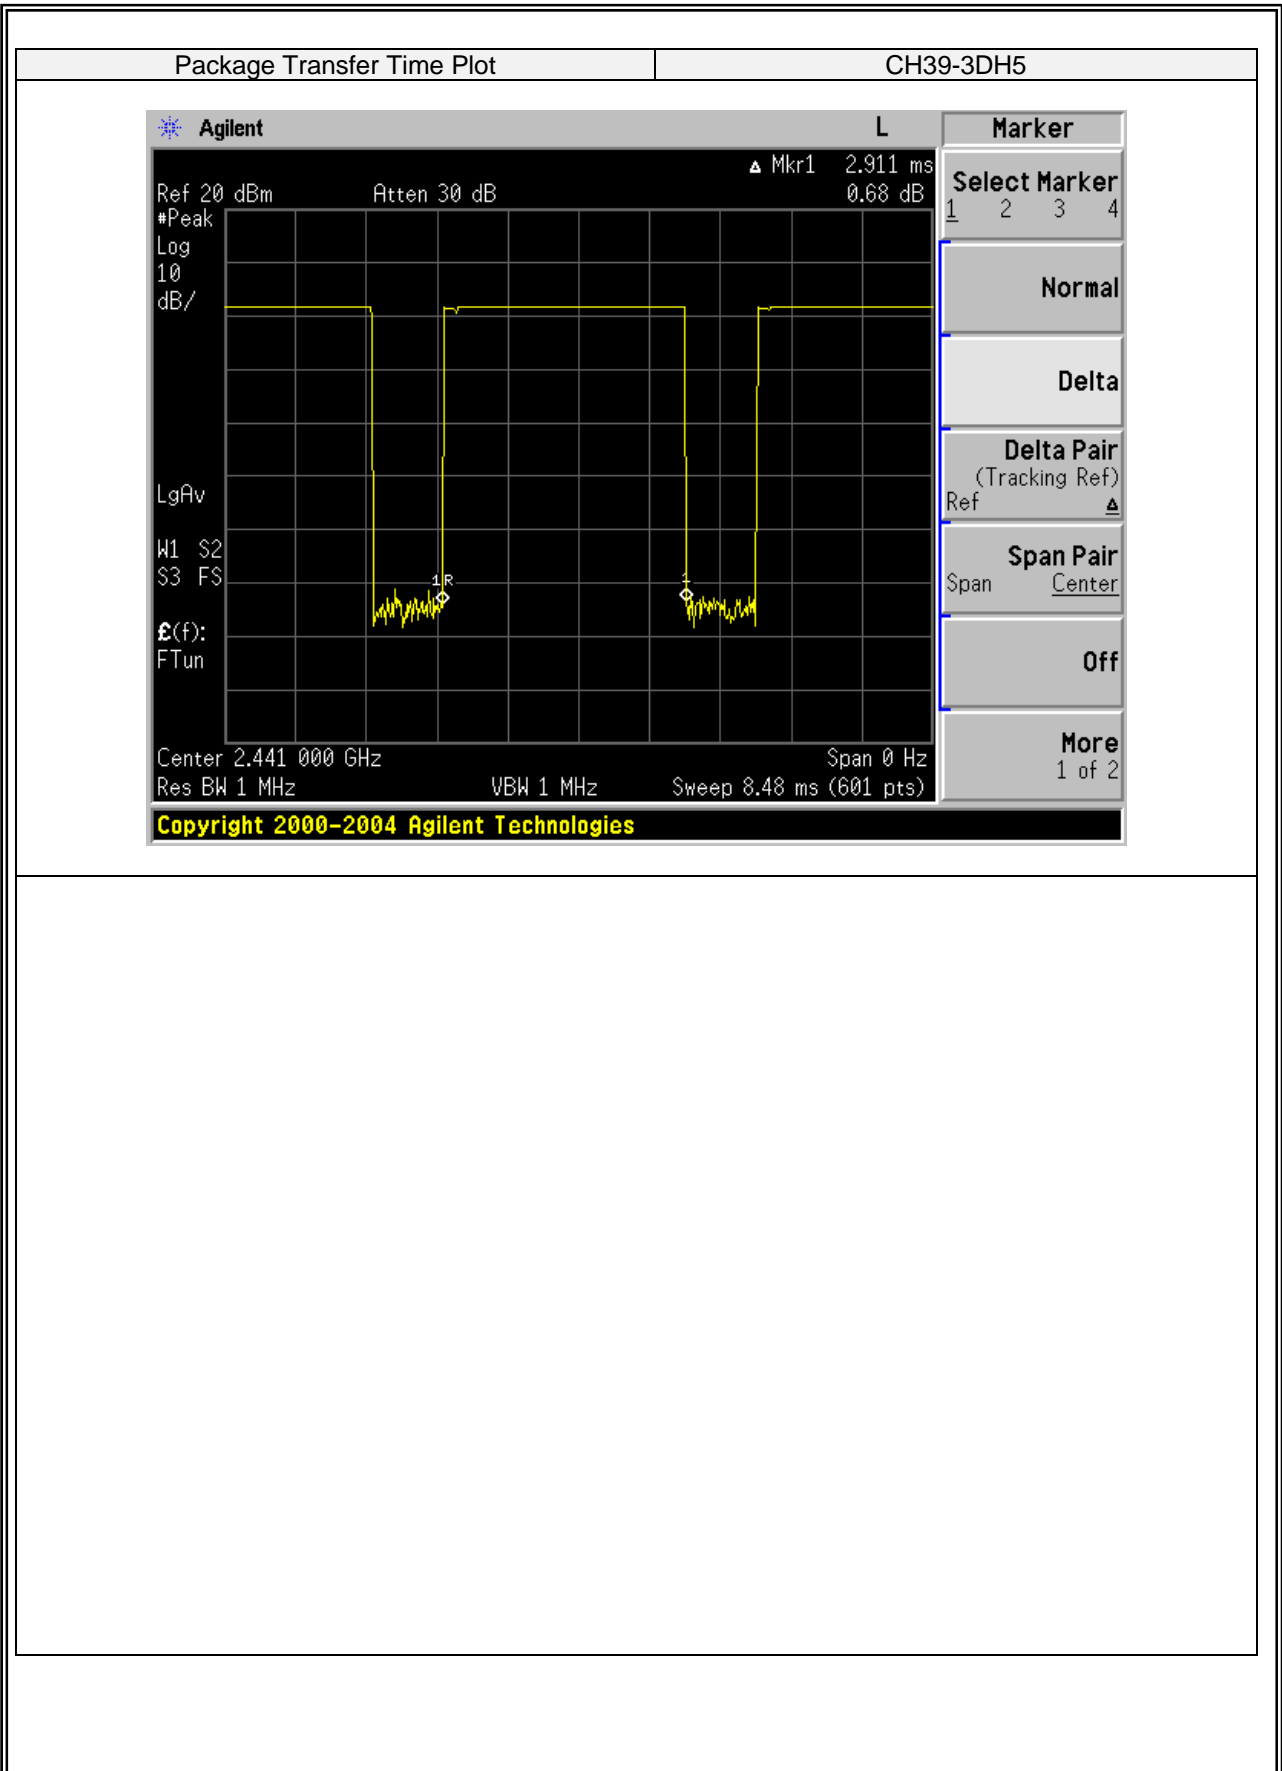 Package Transfer Time Plot CH39-3DH5
Agilent L Marker
Δ Mkr1 2.911 ms
Ref 20 dBm Atten 30 dB 0.68 dB
#Peak
Log
10
dB/
LgAv
W1 S2
S3 FS
£(f):
FTun
1R
1
Center 2.441 000 GHz Span 0 Hz
Res BW 1 MHz VBW 1 MHz Sweep 8.48 ms (601 pts)
Copyright 2000-2004 Agilent Technologies
Select Marker
1 2 3 4
Normal
Delta
Delta Pair
(Tracking Ref)
Ref Δ
Span Pair
Span Center
Off
More
1 of 2